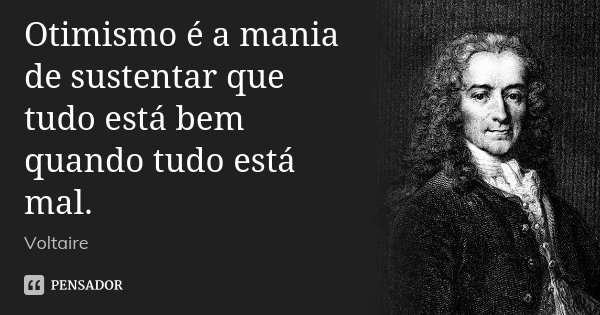 Otimismo é a mania
de sustentar que
tudo está bem
quando tudo está
mal.
Voltaire
PENSADOR